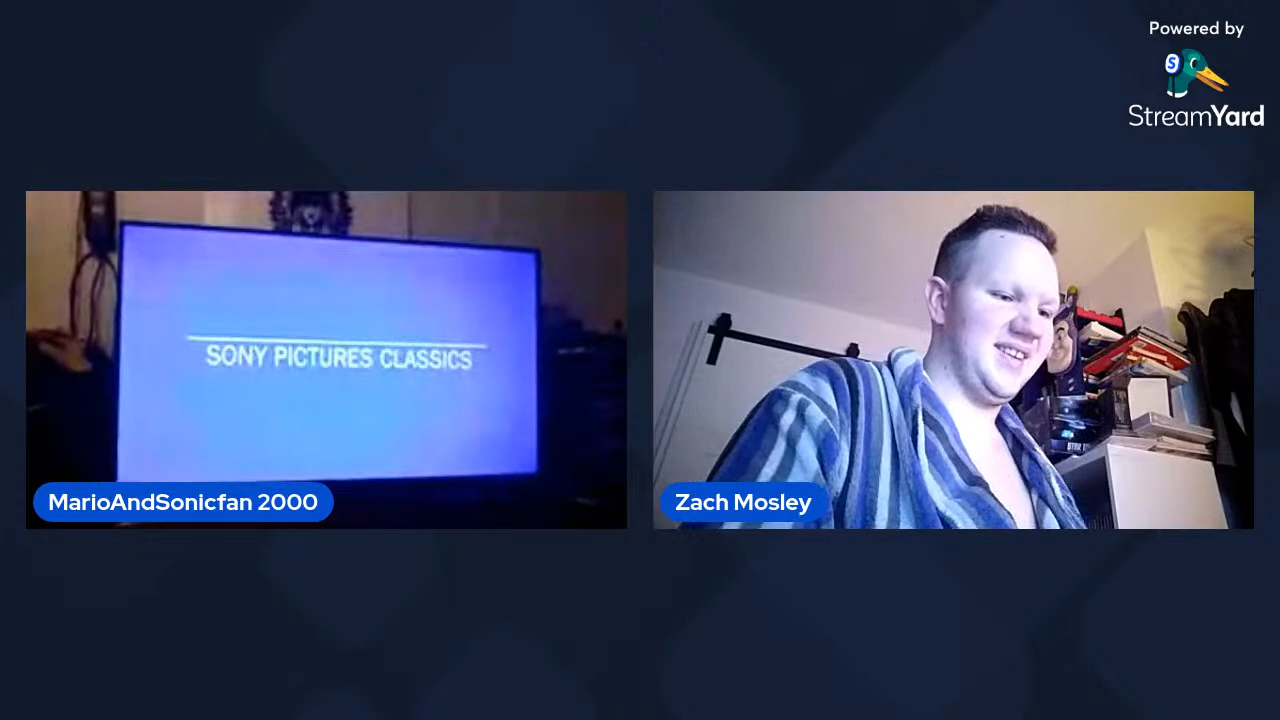 Powered by
S
StreamYard
SONY PICTURES CLASSICS
MarioAndSonicfan 2000
Zach Mosley